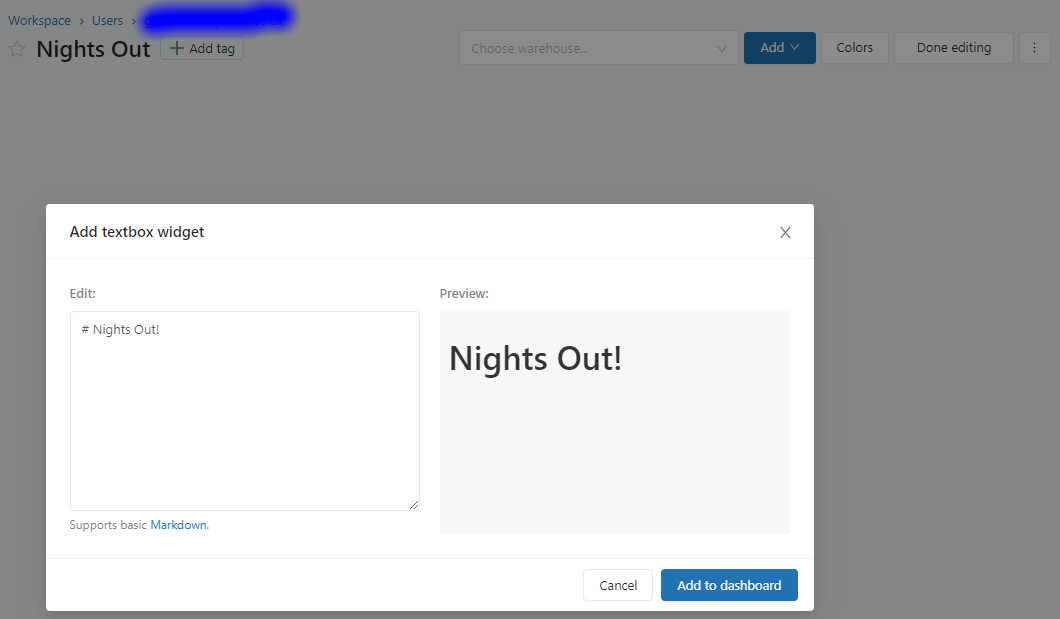 Workspace › Users ›
Nights Out + Add tag Choose warehouse... Add Colors Done editing
Add textbox widget
Edit: Preview:
# Nights Out! Nights Out!
Supports basic Markdown.
Cancel Add to dashboard